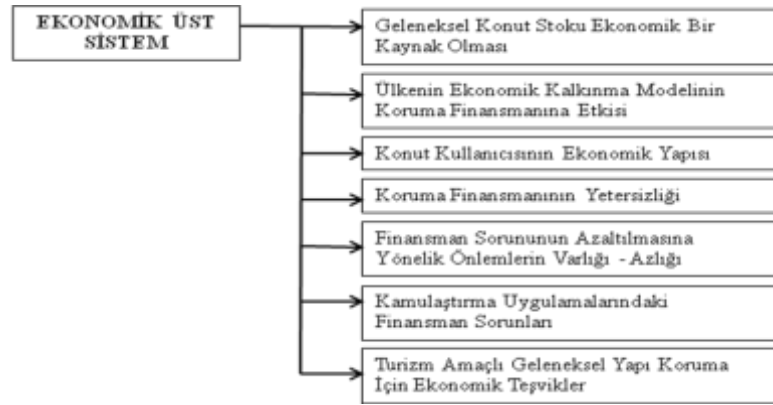 EKONOMİK ÜST
SİSTEM
Geleneksel Konut Stoku Ekonomik Bir
Kaynak Olması
Ülkenin Ekonomik Kalkınma Modelinin
Koruma Finansmanına Etkisi
Konut Kullanıcısının Ekonomik Yapısı
Koruma Finansmanının Yetersizliği
Finansman Sorununun Azaltılmasına
Yönelik Önlemlerin Varlığı - Azlığı
Kamulaştırma Uygulamalarındaki
Finansman Sorunları
Turizm Amaçlı Geleneksel Yapı Koruma
İçin Ekonomik Teşvikler